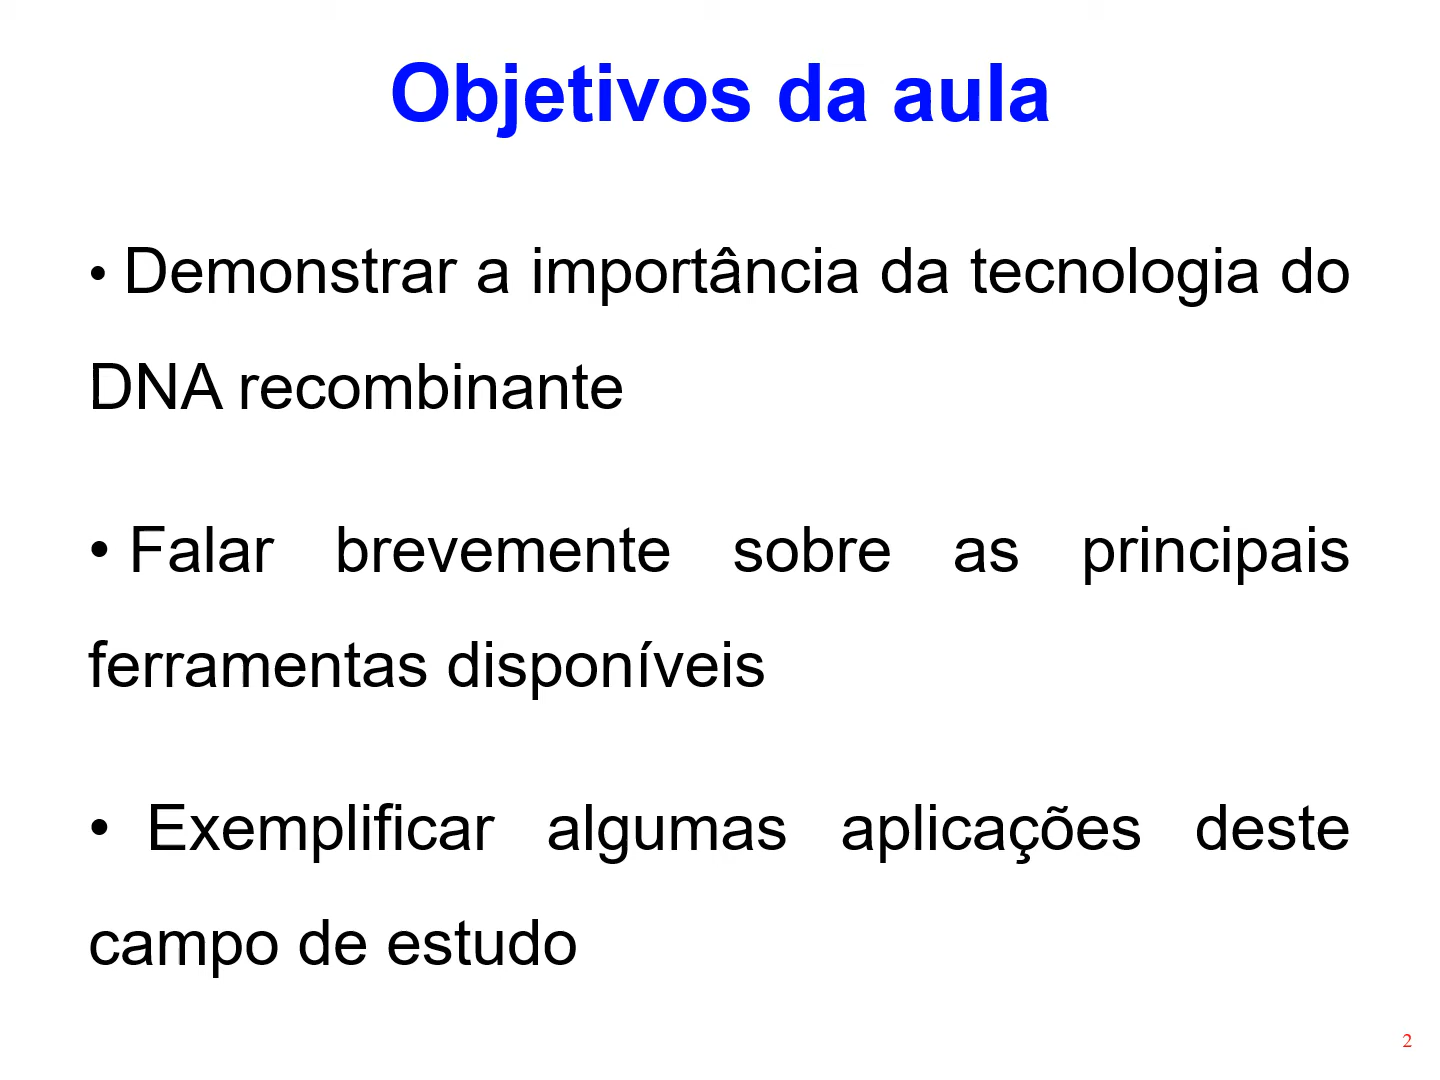 Objetivos da aula
• Demonstrar a importância da tecnologia do
DNA recombinante
• Falar brevemente sobre as principais
ferramentas disponíveis
• Exemplificar algumas aplicações deste
campo de estudo
2